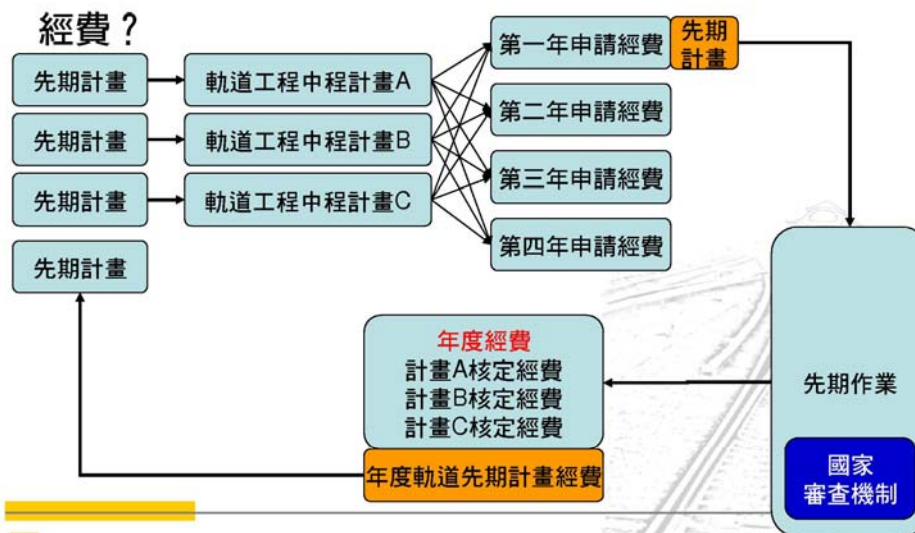 經費？
先期計畫
軌道工程中程計畫A
第一年申請經費
先期
計畫
先期計畫
軌道工程中程計畫B
第二年申請經費
先期計畫
軌道工程中程計畫C
第三年申請經費
先期計畫
第四年申請經費
年度經費
計畫A核定經費
計畫B核定經費
計畫C核定經費
年度軌道先期計畫經費
先期作業
國家
審查機制